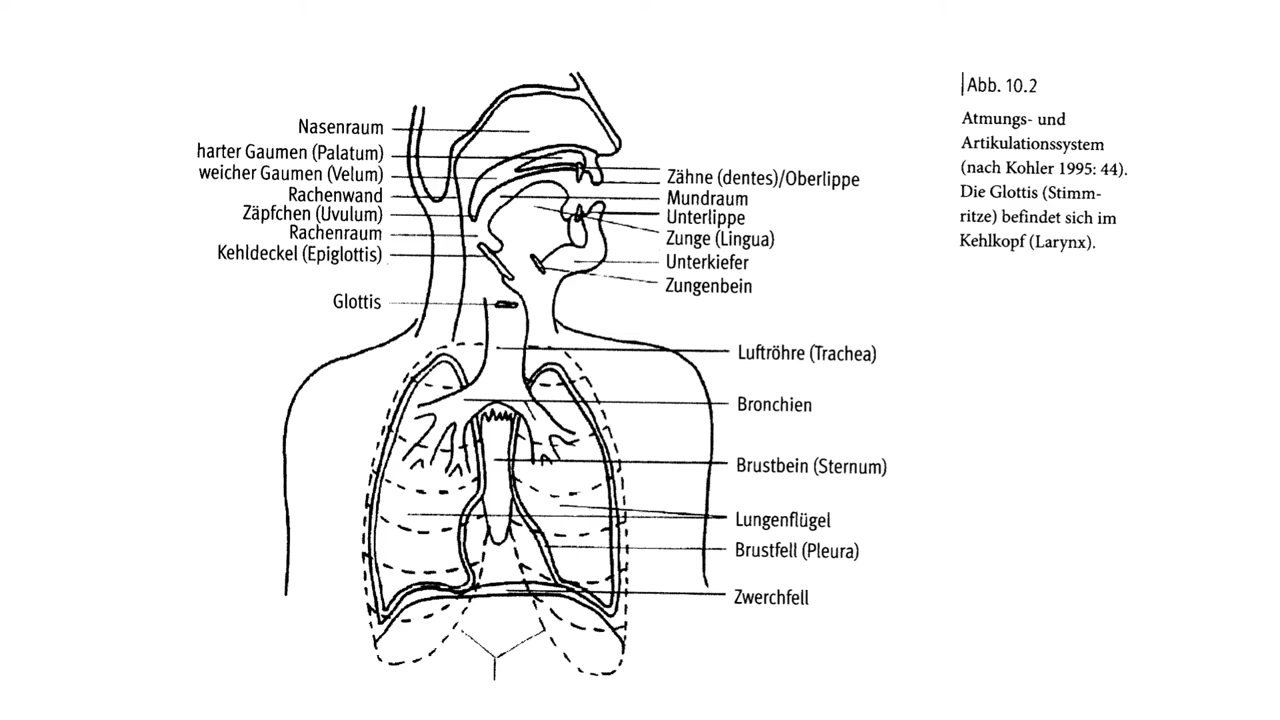 Nasenraum
harter Gaumen (Palatum)
weicher Gaumen (Velum)
Rachenwand
Zäpfchen (Uvulum)
Rachenraum
Kehldeckel (Epiglottis)
Glottis
Zähne (dentes)/Oberlippe
Mundraum
Unterlippe
Zunge (Lingua)
Unterkiefer
Zungenbein
Luftröhre (Trachea)
Bronchien
Brustbein (Sternum)
Lungenflügel
Brustfell (Pleura)
Zwerchfell
Abb. 10.2
Atmungs- und
Artikulationssystem
(nach Kohler 1995: 44).
Die Glottis (Stimm-
ritze) befindet sich im
Kehlkopf (Larynx).